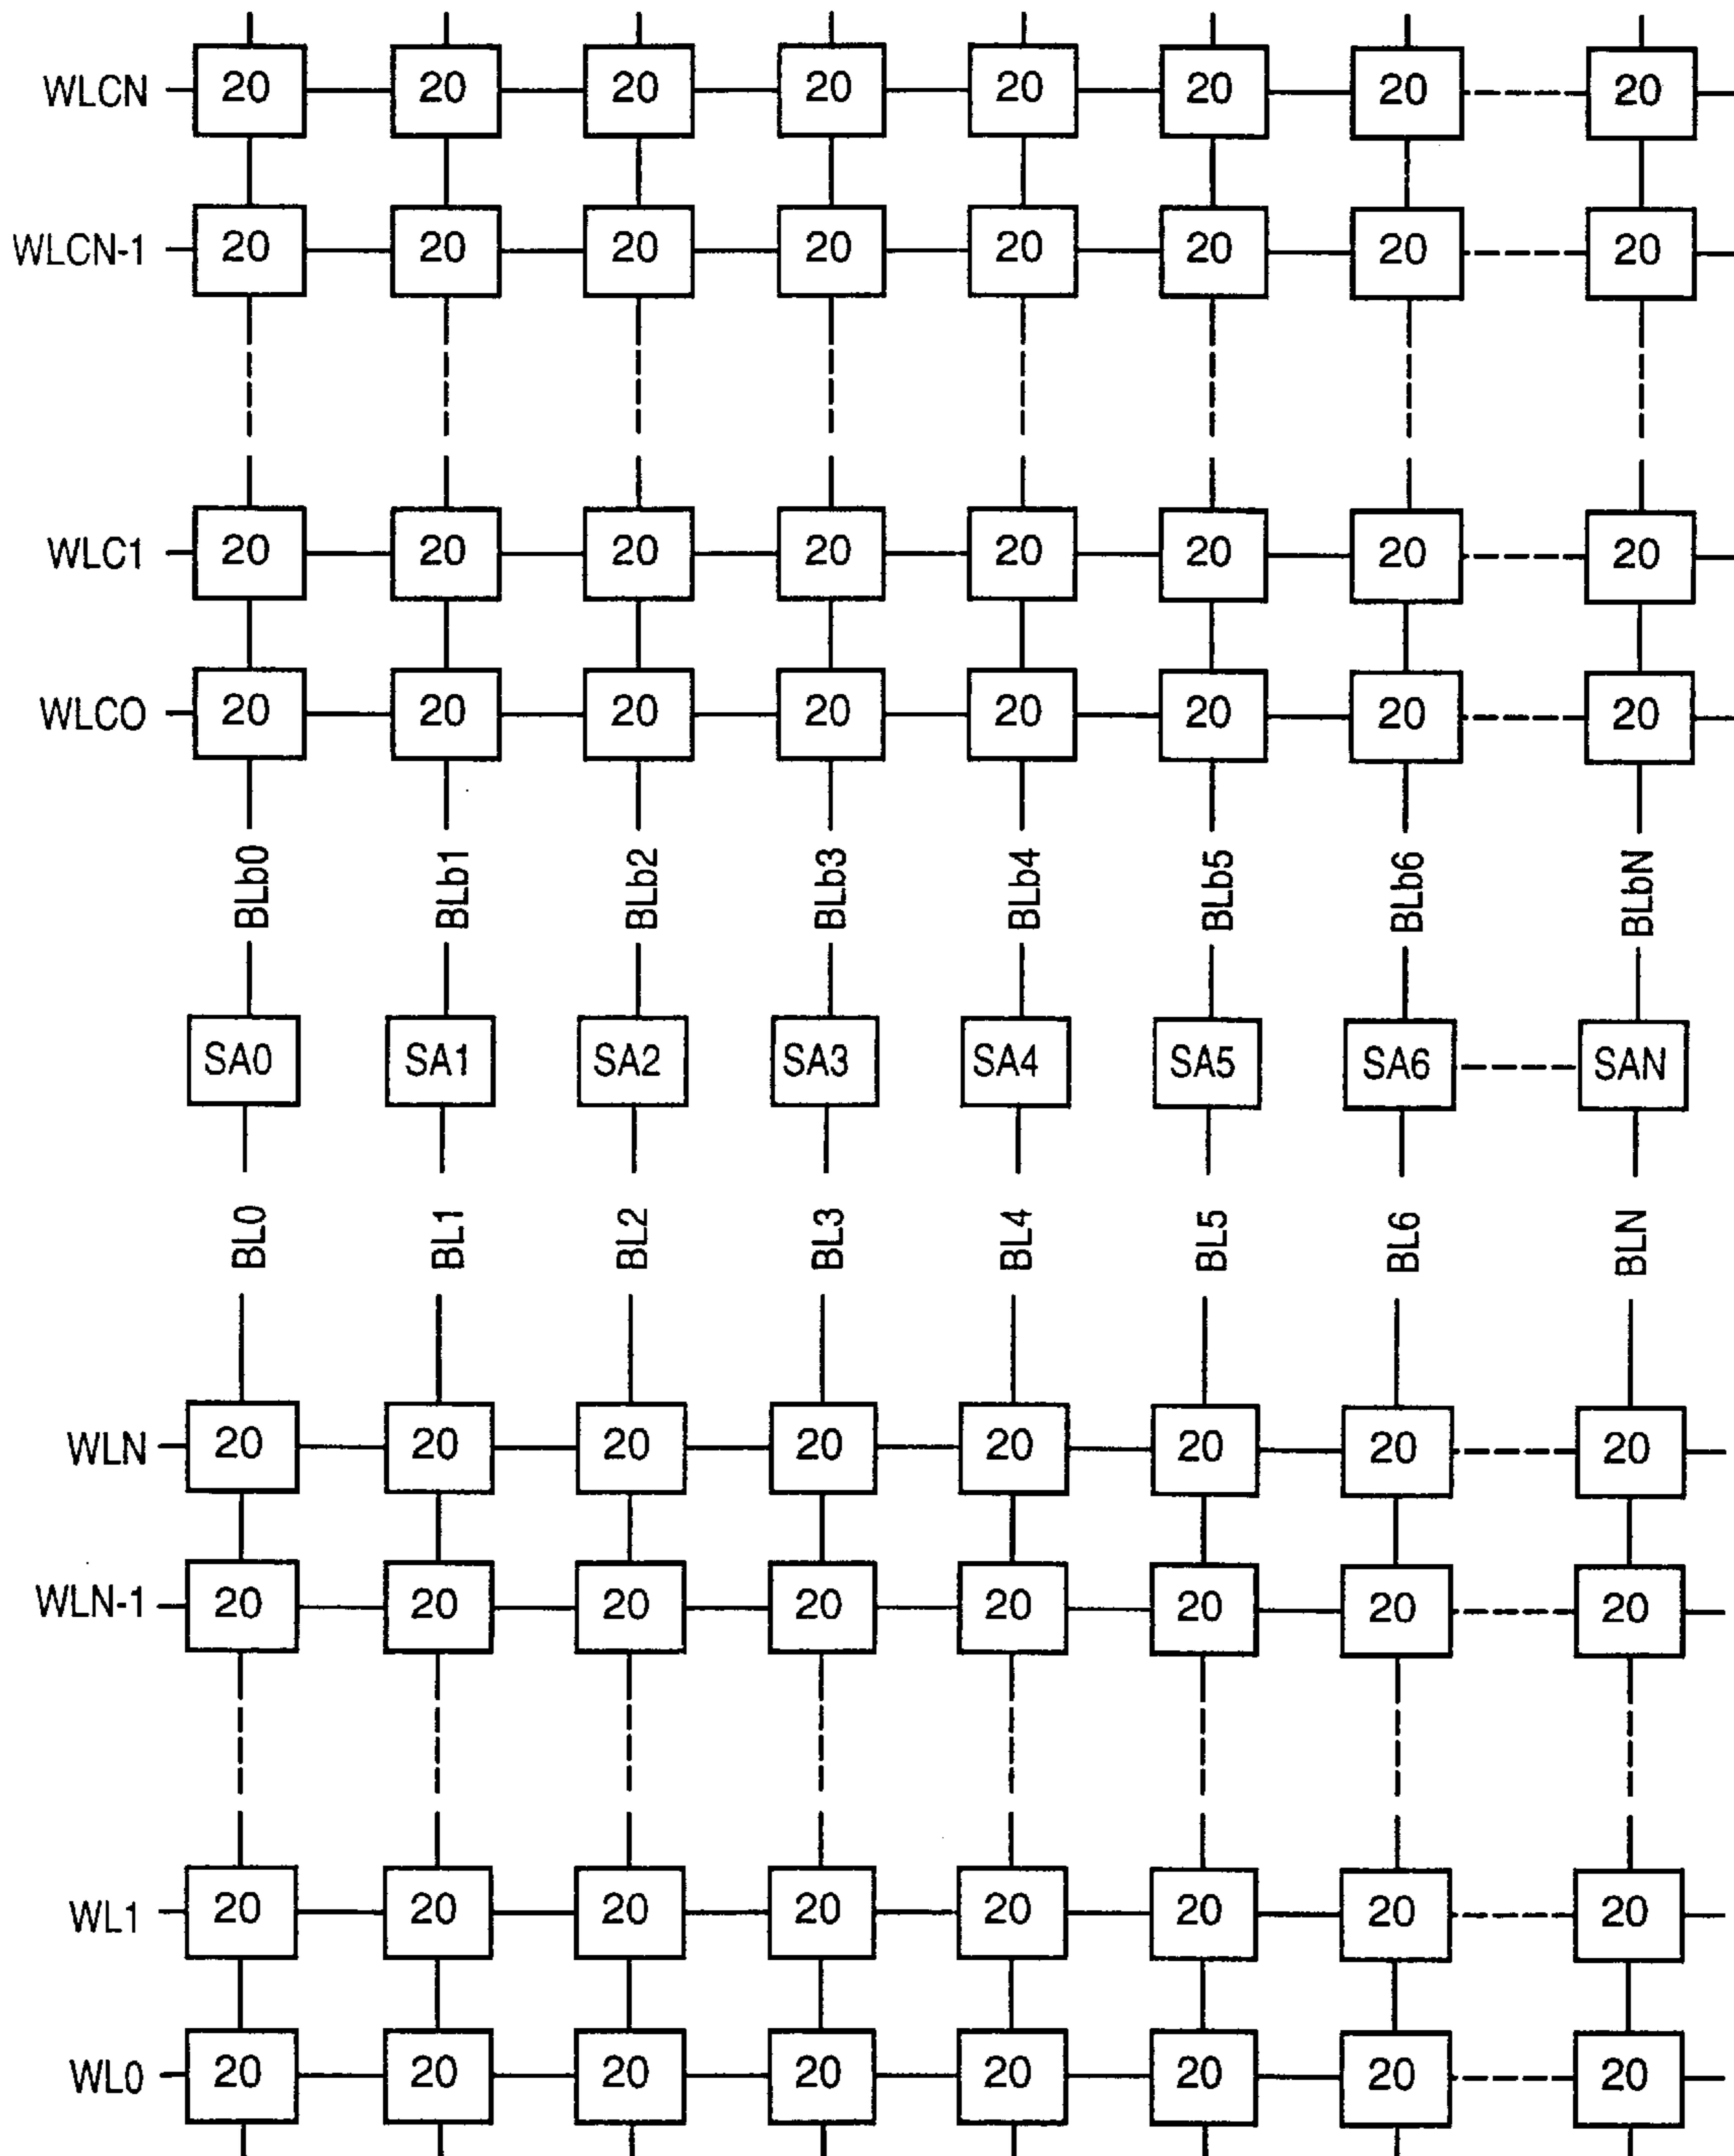 WLCN 20 20 20 20 20 20 20 20
WLCN-1 20 20 20 20 20 20 20 20
WLC1 20 20 20 20 20 20 20 20
WLCO 20 20 20 20 20 20 20 20
BLb0 BLb1 BLb2 BLb3 BLb4 BLb5 BLb6 BLbN
SA0 SA1 SA2 SA3 SA4 SA5 SA6 SAN
BL0 BL1 BL2 BL3 BL4 BL5 BL6 BLN
WLN 20 20 20 20 20 20 20 20
WLN-1 20 20 20 20 20 20 20 20
WL1 20 20 20 20 20 20 20 20
WL0 20 20 20 20 20 20 20 20